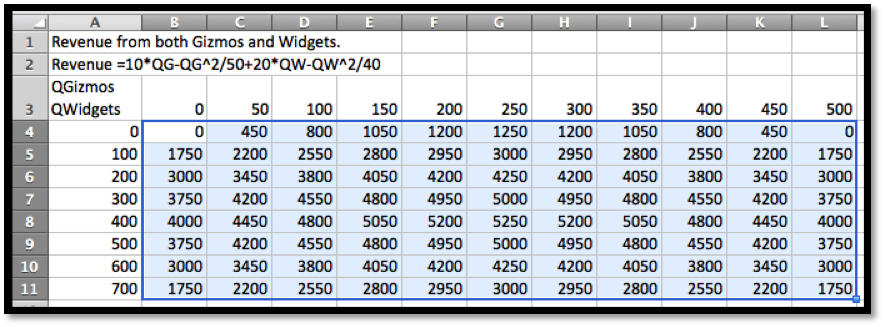 A B C D E F G H I J K L
1 Revenue from both Gizmos and Widgets.
2 Revenue =10*QG-QG^2/50+20*QW-QW^2/40
QGizmos
3 QWidgets 0 50 100 150 200 250 300 350 400 450 500
4 0 0 450 800 1050 1200 1250 1200 1050 800 450 0
5 100 1750 2200 2550 2800 2950 3000 2950 2800 2550 2200 1750
6 200 3000 3450 3800 4050 4200 4250 4200 4050 3800 3450 3000
7 300 3750 4200 4550 4800 4950 5000 4950 4800 4550 4200 3750
8 400 4000 4450 4800 5050 5200 5250 5200 5050 4800 4450 4000
9 500 3750 4200 4550 4800 4950 5000 4950 4800 4550 4200 3750
10 600 3000 3450 3800 4050 4200 4250 4200 4050 3800 3450 3000
11 700 1750 2200 2550 2800 2950 3000 2950 2800 2550 2200 1750